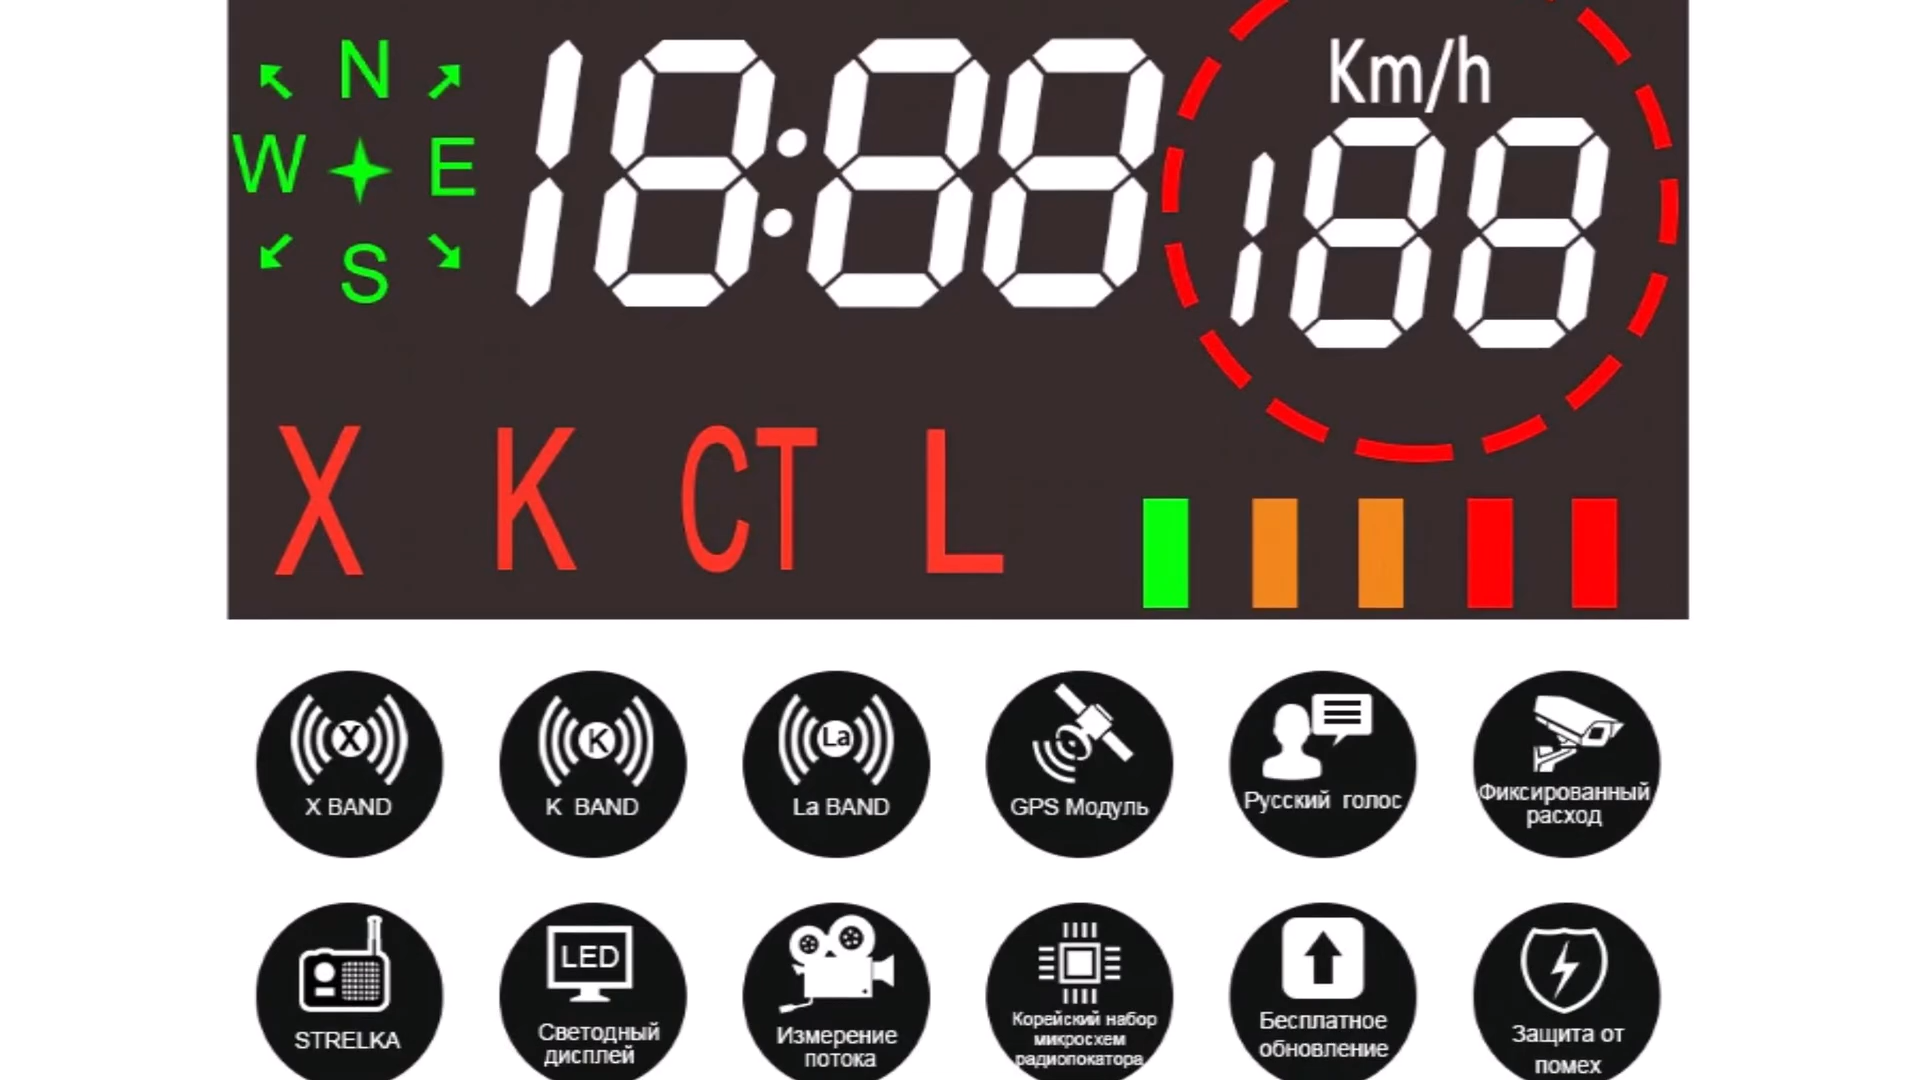 N
W E
S
18:88
Km/h
188
X K CT L
X
X BAND
K
K BAND
La
La BAND
GPS Модуль
Русский голос
Фиксированный
расход
STRELKA
LED
Светодный
дисплей
Измерение
потока
Корейский набор
микросхем
радиолокатора
Бесплатное
обновление
Защита от
помех